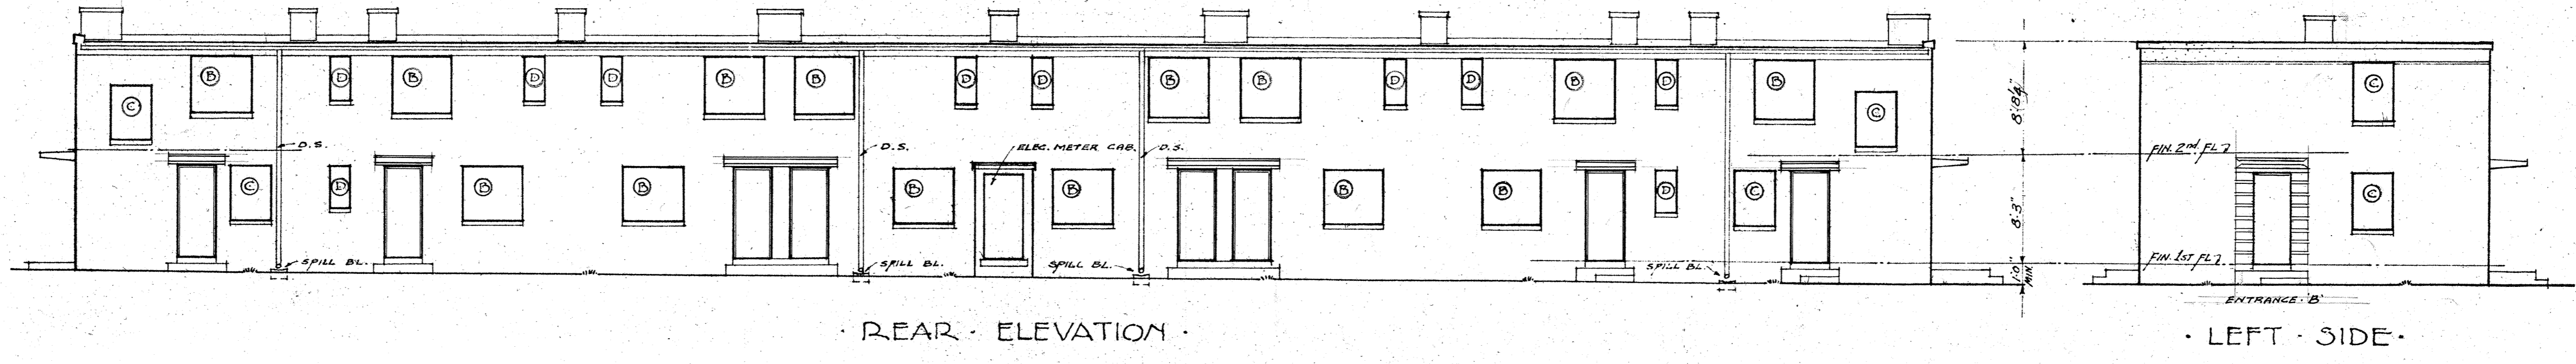 B D B D D B B D D B B D D B D B
C C
D.S. D.S. ELEC. METER CAB. D.S.
C D B B B B B B D C
SPILL BL. SPILL BL. SPILL BL. SPILL BL.
8'-8¼"
8'-3"
1'-0"
MIN.
· REAR · ELEVATION ·
C
FIN. 2nd FL
C
FIN. 1ST FL
ENTRANCE · 'B'
· LEFT · SIDE ·